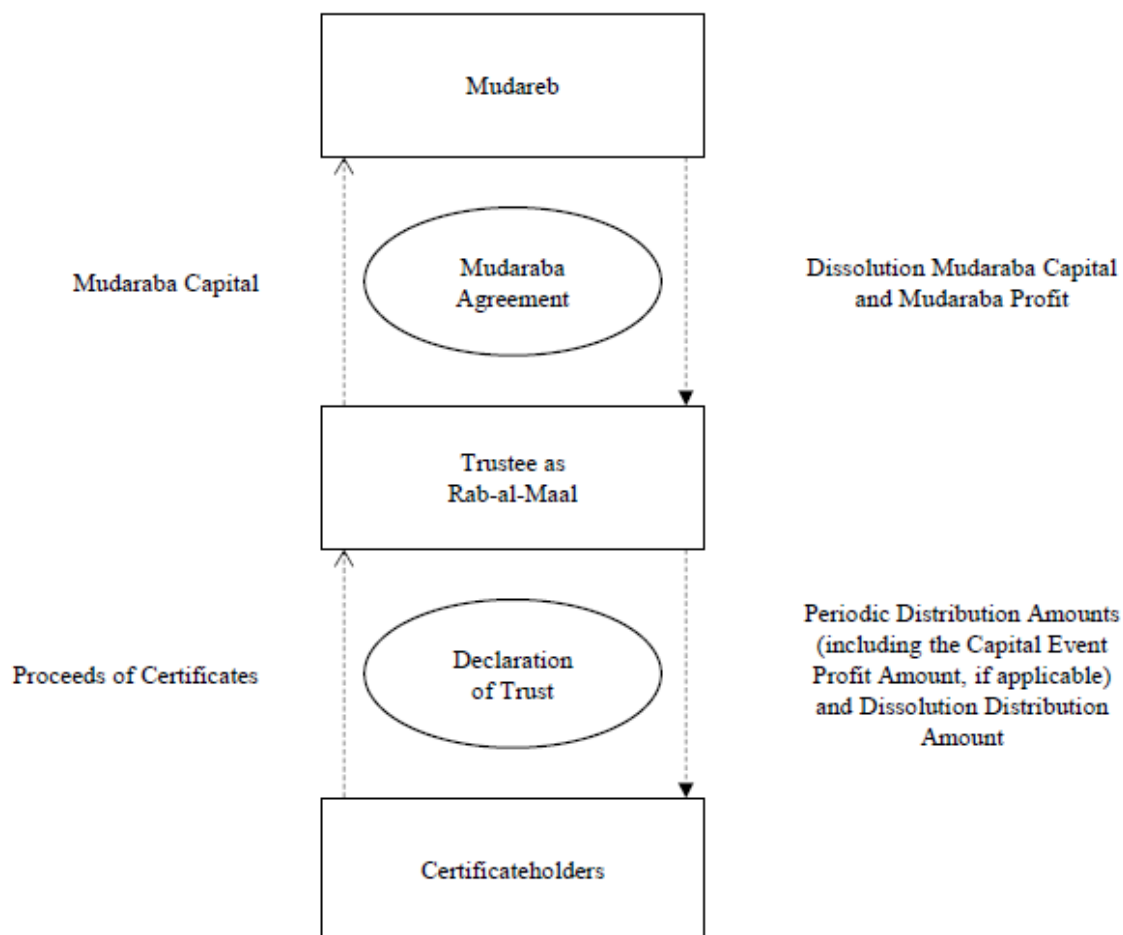 Mudareb
Mudaraba Capital
Mudaraba
Agreement
Dissolution Mudaraba Capital
and Mudaraba Profit
Trustee as
Rab-al-Maal
Proceeds of Certificates
Declaration
of Trust
Periodic Distribution Amounts
(including the Capital Event
Profit Amount, if applicable)
and Dissolution Distribution
Amount
Certificateholders